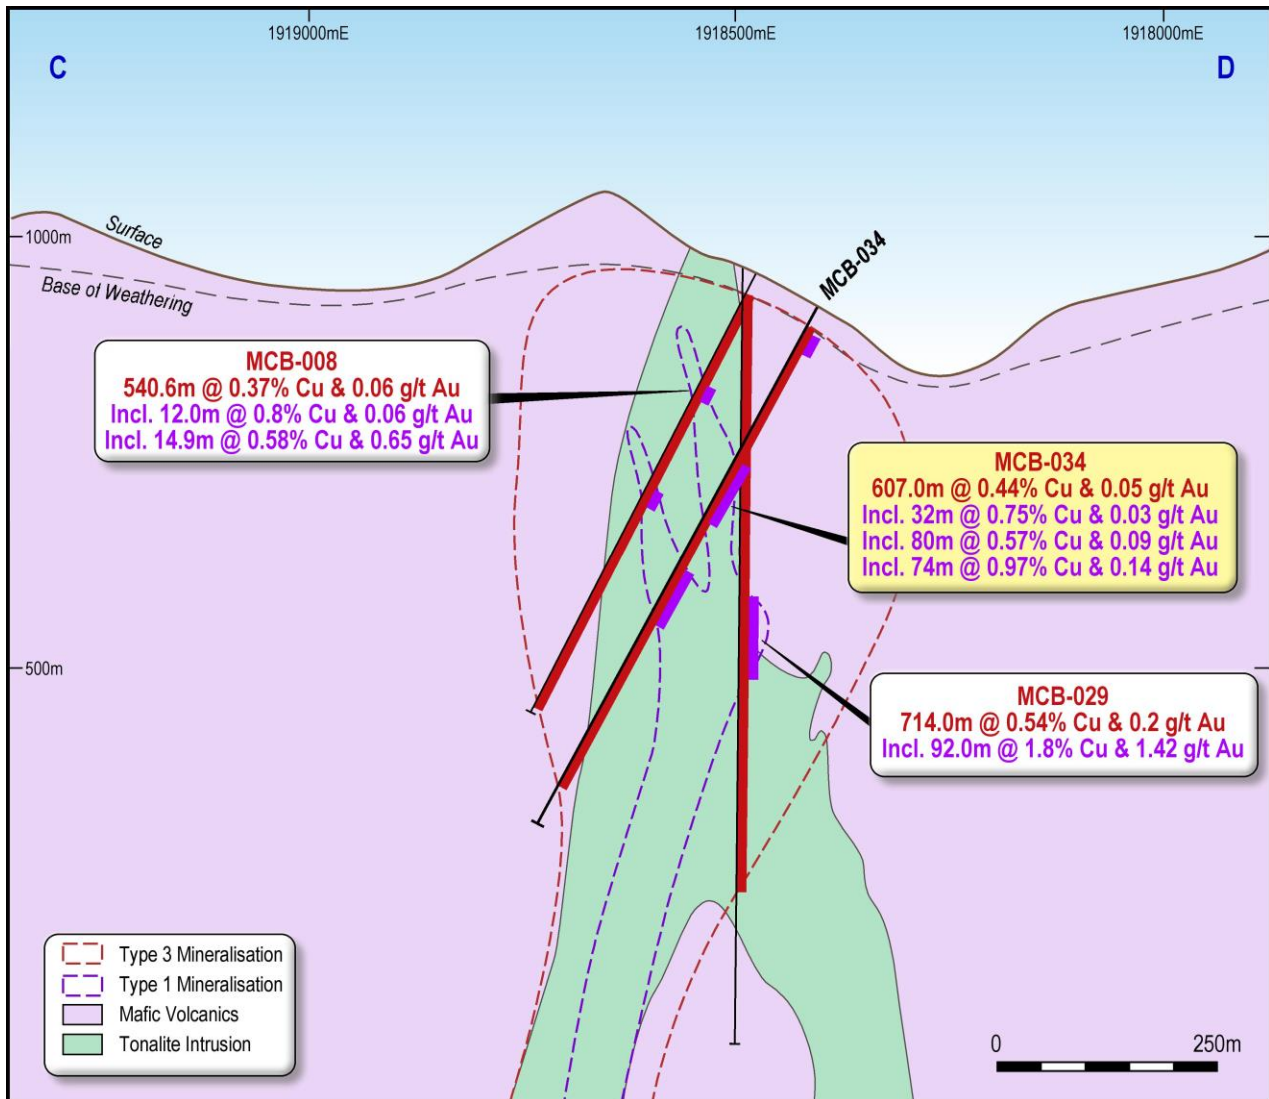 1919000mE
1918500mE
1918000mE
C
D
Surface
1000m
MCB-034
Base of Weathering
MCB-008
540.6m @ 0.37% Cu & 0.06 g/t Au
Incl. 12.0m @ 0.8% Cu & 0.06 g/t Au
Incl. 14.9m @ 0.58% Cu & 0.65 g/t Au
MCB-034
607.0m @ 0.44% Cu & 0.05 g/t Au
Incl. 32m @ 0.75% Cu & 0.03 g/t Au
Incl. 80m @ 0.57% Cu & 0.09 g/t Au
Incl. 74m @ 0.97% Cu & 0.14 g/t Au
500m
MCB-029
714.0m @ 0.54% Cu & 0.2 g/t Au
Incl. 92.0m @ 1.8% Cu & 1.42 g/t Au
Type 3 Mineralisation
Type 1 Mineralisation
Mafic Volcanics
Tonalite Intrusion
0
250m